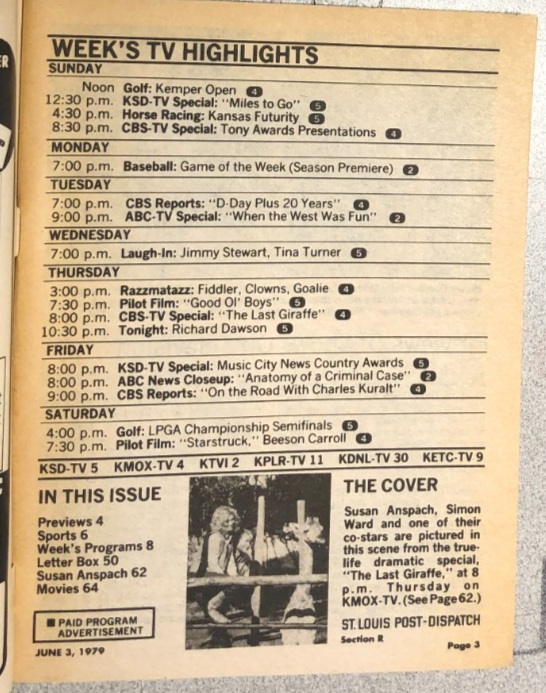 WEEK'S TV HIGHLIGHTS
SUNDAY
Noon Golf: Kemper Open 4
12:30 p.m. KSD-TV Special: "Miles to Go" 5
4:30 p.m. Horse Racing: Kansas Futurity 5
8:30 p.m. CBS-TV Special: Tony Awards Presentations 4
MONDAY
7:00 p.m. Baseball: Game of the Week (Season Premiere) 2
TUESDAY
7:00 p.m. CBS Reports: "D-Day Plus 20 Years" 4
9:00 p.m. ABC-TV Special: "When the West Was Fun" 2
WEDNESDAY
7:00 p.m. Laugh-In: Jimmy Stewart, Tina Turner 5
THURSDAY
3:00 p.m. Razzmatazz: Fiddler, Clowns, Goalie 4
7:30 p.m. Pilot Film: "Good Ol' Boys" 5
8:00 p.m. CBS-TV Special: "The Last Giraffe" 4
10:30 p.m. Tonight: Richard Dawson 5
FRIDAY
8:00 p.m. KSD-TV Special: Music City News Country Awards 5
8:00 p.m. ABC News Closeup: "Anatomy of a Criminal Case" 2
9:00 p.m. CBS Reports: "On the Road With Charles Kuralt" 4
SATURDAY
4:00 p.m. Golf: LPGA Championship Semifinals 5
7:30 p.m. Pilot Film: "Starstruck," Beeson Carroll 4
KSD-TV 5 KMOX-TV 4 KTVI 2 KPLR-TV 11 KDNL-TV 30 KETC-TV 9
IN THIS ISSUE
Previews 4
Sports 6
Week's Programs 8
Letter Box 50
Susan Anspach 62
Movies 64
■ PAID PROGRAM
ADVERTISEMENT
JUNE 3, 1979
THE COVER
Susan Anspach, Simon
Ward and one of their
co-stars are pictured in
this scene from the true-
life dramatic special,
"The Last Giraffe," at 8
p.m. Thursday on
KMOX-TV. (See Page 62.)
ST. LOUIS POST-DISPATCH
Section R
Page 3